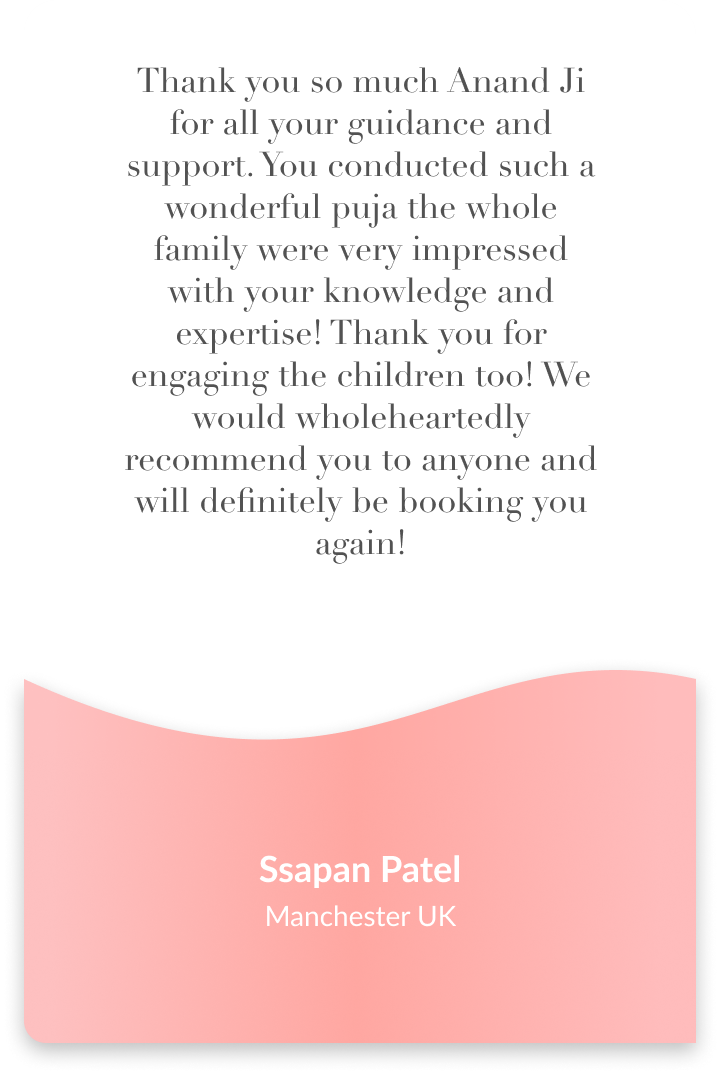 Thank you so much Anand Ji
for all your guidance and
support. You conducted such a
wonderful puja the whole
family were very impressed
with your knowledge and
expertise! Thank you for
engaging the children too! We
would wholeheartedly
recommend you to anyone and
will definitely be booking you
again!
Ssapan Patel
Manchester UK